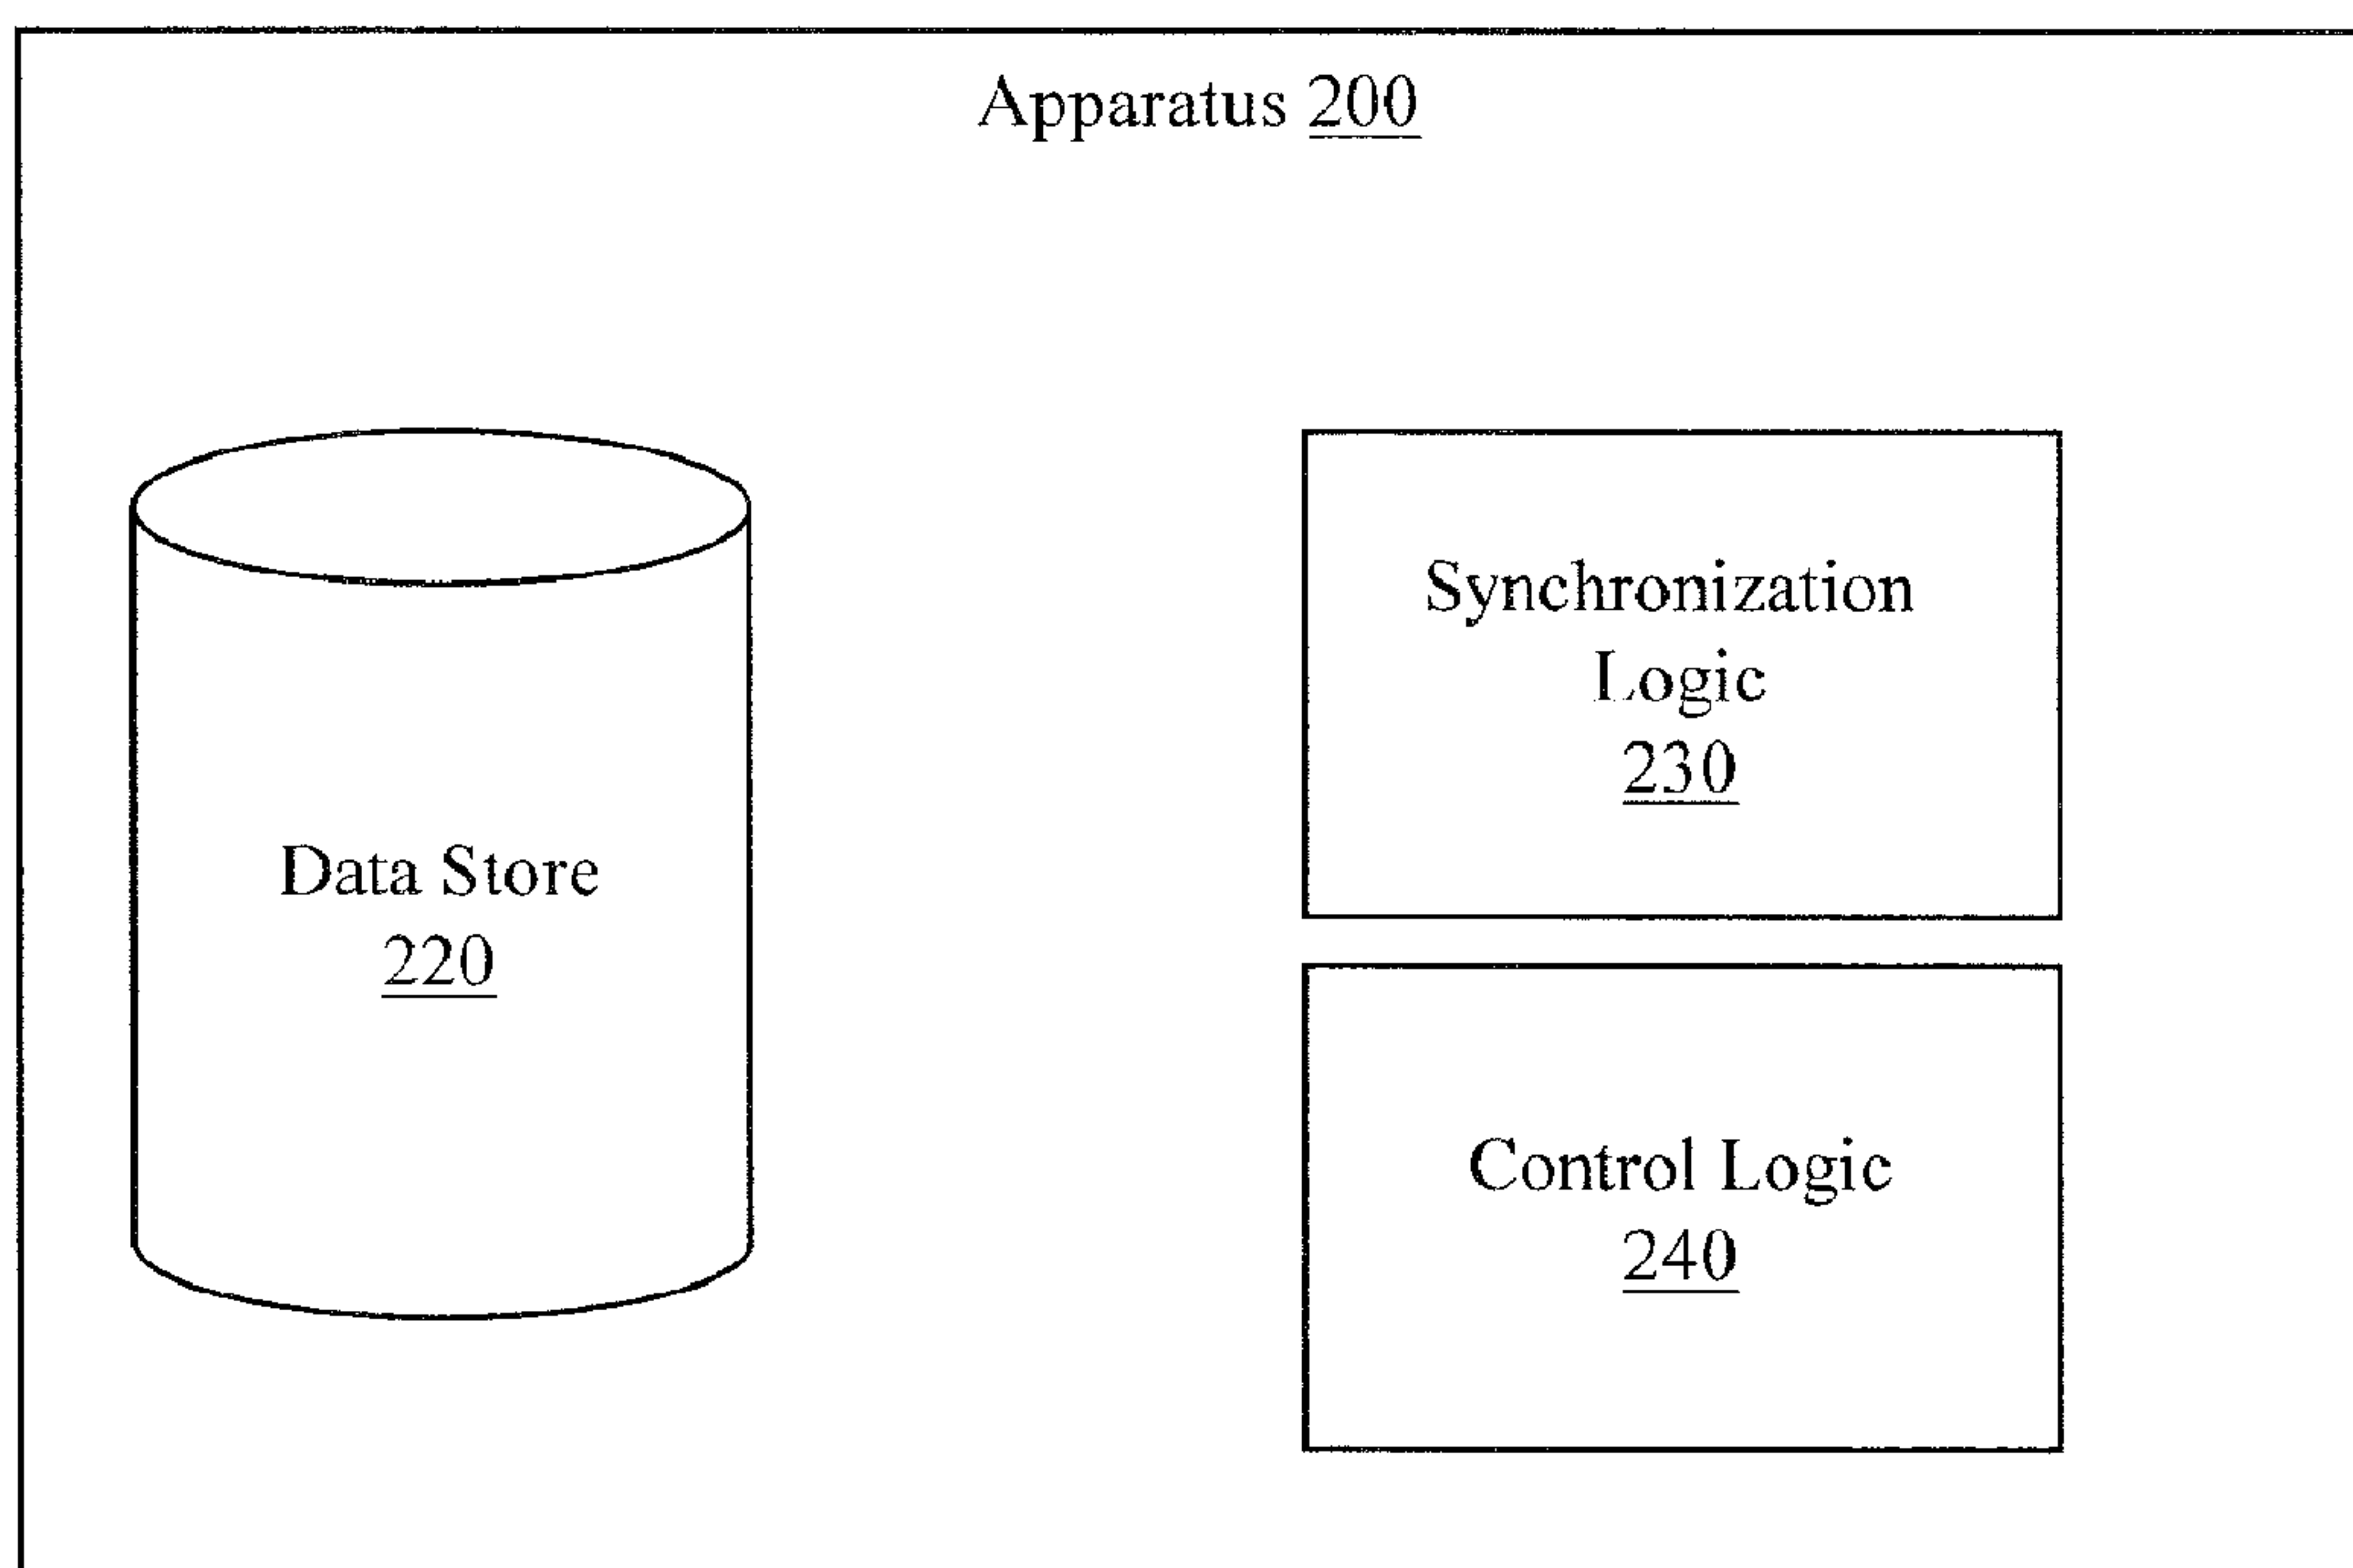 Apparatus 200
Data Store
220
Synchronization
Logic
230
Control Logic
240